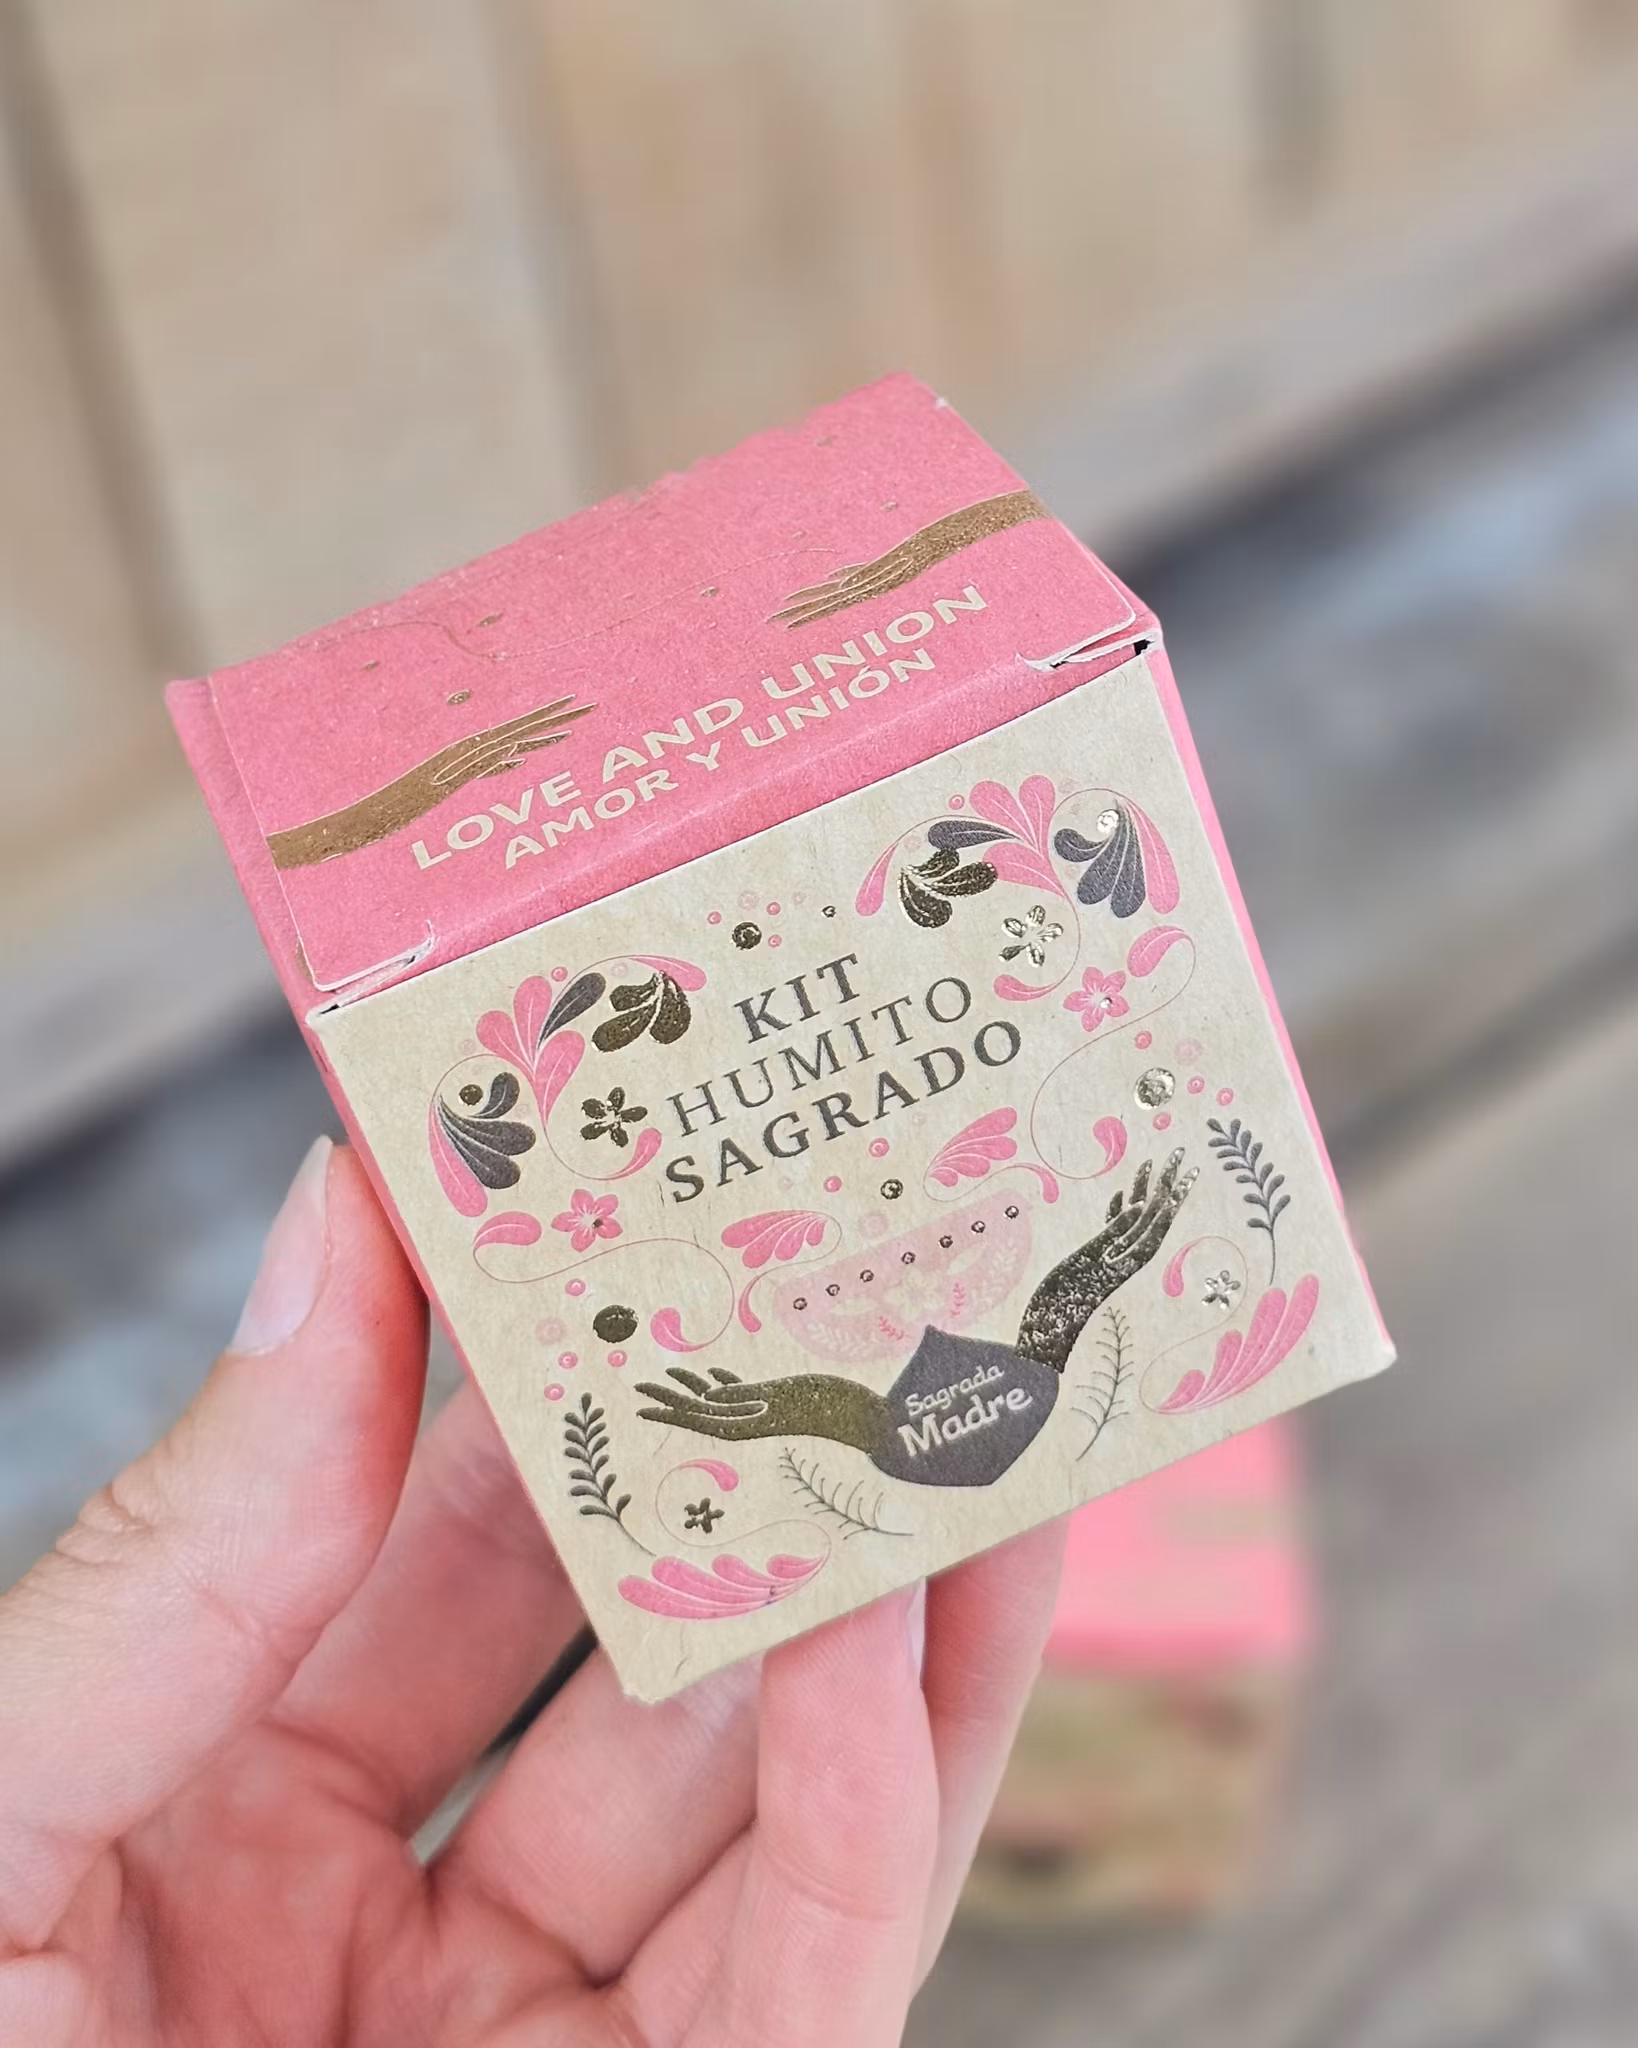 LOVE AND UNION
AMOR Y UNIÓN
KIT
HUMITO
SAGRADO
Sagrada
Madre